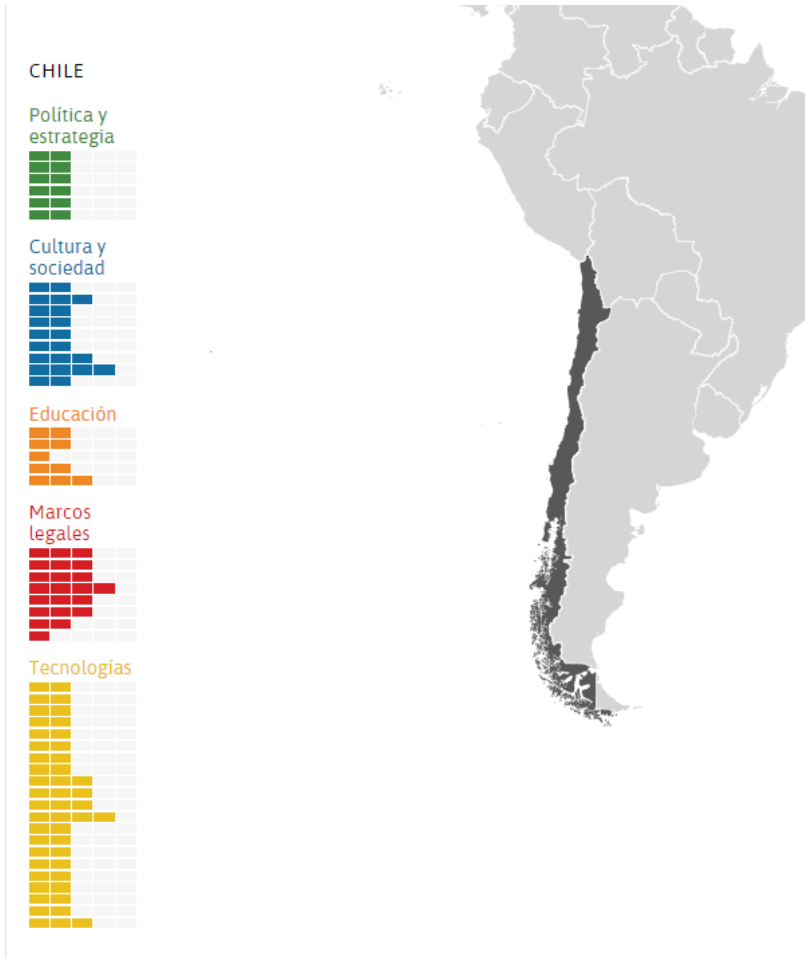 CHILE
Política y
estrategia
Cultura y
sociedad
Educación
Marcos
legales
Tecnologías